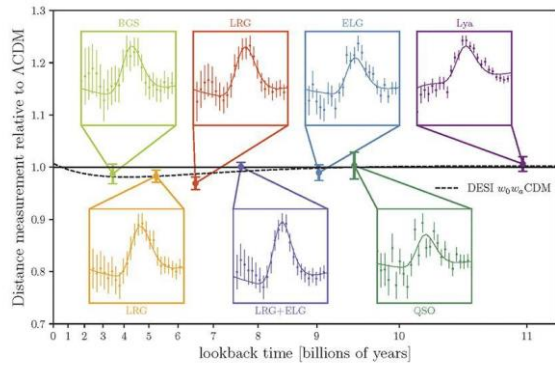 Distance measurement relative to ΛCDM
1.3
1.2
1.1
1.0
0.9
0.8
0.7
BGS
LRG
ELG
Lyα
DESI w₀wₐCDM
LRG
LRG+ELG
QSO
0 1 2 3 4 5 6 7 8 9 10 11
lookback time [billions of years]